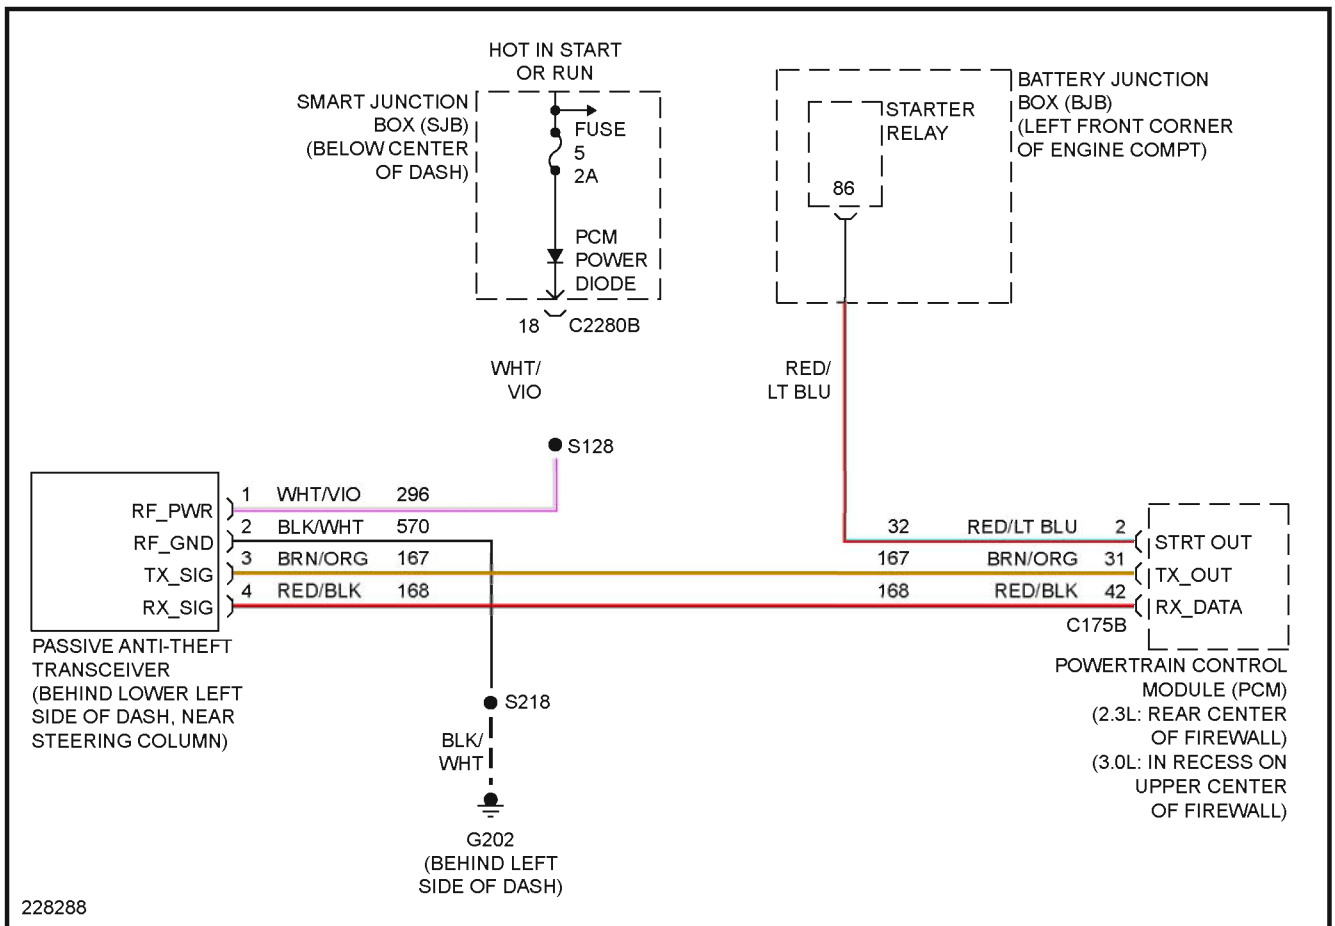 HOT IN START
OR RUN
SMART JUNCTION
BOX (SJB)
(BELOW CENTER
OF DASH)
FUSE
5
2A
PCM
POWER
DIODE
18
C2280B
WHT/
VIO
S128
BATTERY JUNCTION
BOX (BJB)
(LEFT FRONT CORNER
OF ENGINE COMPT)
STARTER
RELAY
86
RED/
LT BLU
RF_PWR
1 WHT/VIO 296
RF_GND
2 BLK/WHT 570
TX_SIG
3 BRN/ORG 167
RX_SIG
4 RED/BLK 168
PASSIVE ANTI-THEFT
TRANSCEIVER
(BEHIND LOWER LEFT
SIDE OF DASH, NEAR
STEERING COLUMN)
32 RED/LT BLU 2
STRT OUT
167 BRN/ORG 31
TX_OUT
168 RED/BLK 42
RX_DATA
C175B
POWERTRAIN CONTROL
MODULE (PCM)
(2.3L: REAR CENTER
OF FIREWALL)
(3.0L: IN RECESS ON
UPPER CENTER
OF FIREWALL)
S218
BLK/
WHT
G202
(BEHIND LEFT
SIDE OF DASH)
228288